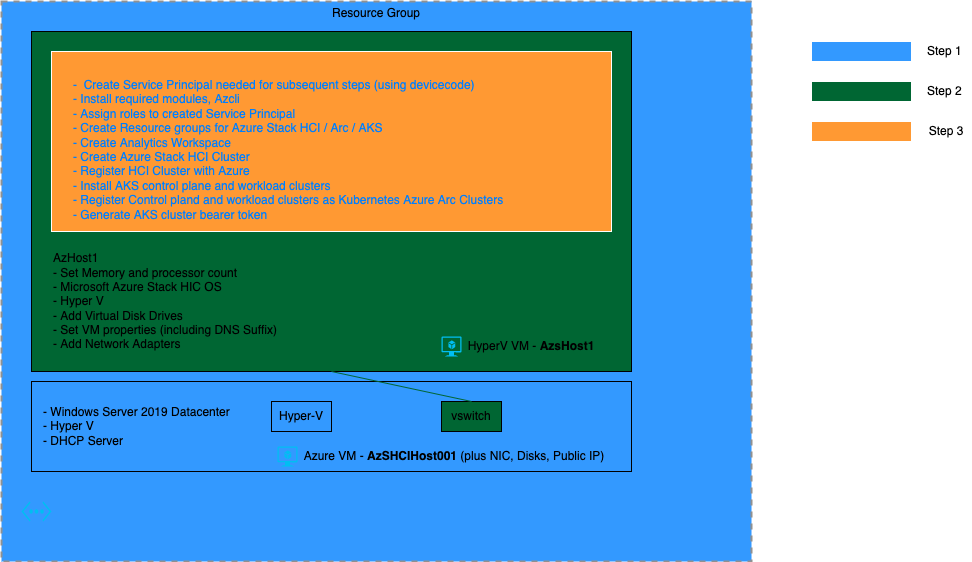 Resource Group
Step 1
Step 2
Step 3
- Create Service Principal needed for subsequent steps (using devicecode)
- Install required modules, Azcli
- Assign roles to created Service Principal
- Create Resource groups for Azure Stack HCI / Arc / AKS
- Create Analytics Workspace
- Create Azure Stack HCI Cluster
- Register HCI Cluster with Azure
- Install AKS control plane and workload clusters
- Register Control pland and workload clusters as Kubernetes Azure Arc Clusters
- Generate AKS cluster bearer token
AzHost1
- Set Memory and processor count
- Microsoft Azure Stack HIC OS
- Hyper V
- Add Virtual Disk Drives
- Set VM properties (including DNS Suffix)
- Add Network Adapters
HyperV VM - AzsHost1
- Windows Server 2019 Datacenter
- Hyper V
- DHCP Server
Hyper-V
vswitch
Azure VM - AzSHCIHost001 (plus NIC, Disks, Public IP)